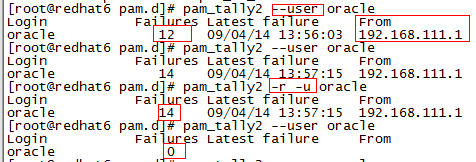 [root@redhat6 pam.d]# pam_tally2 --user oracle
Login Failures Latest failure From
oracle 12 09/04/14 13:56:03 192.168.111.1
[root@redhat6 pam.d]# pam_tally2 --user oracle
Login Failures Latest failure From
oracle 14 09/04/14 13:57:15 192.168.111.1
[root@redhat6 pam.d]# pam_tally2 -r -u oracle
Login Failures Latest failure From
oracle 14 09/04/14 13:57:15 192.168.111.1
[root@redhat6 pam.d]# pam_tally2 --user oracle
Login Failures Latest failure From
oracle 0